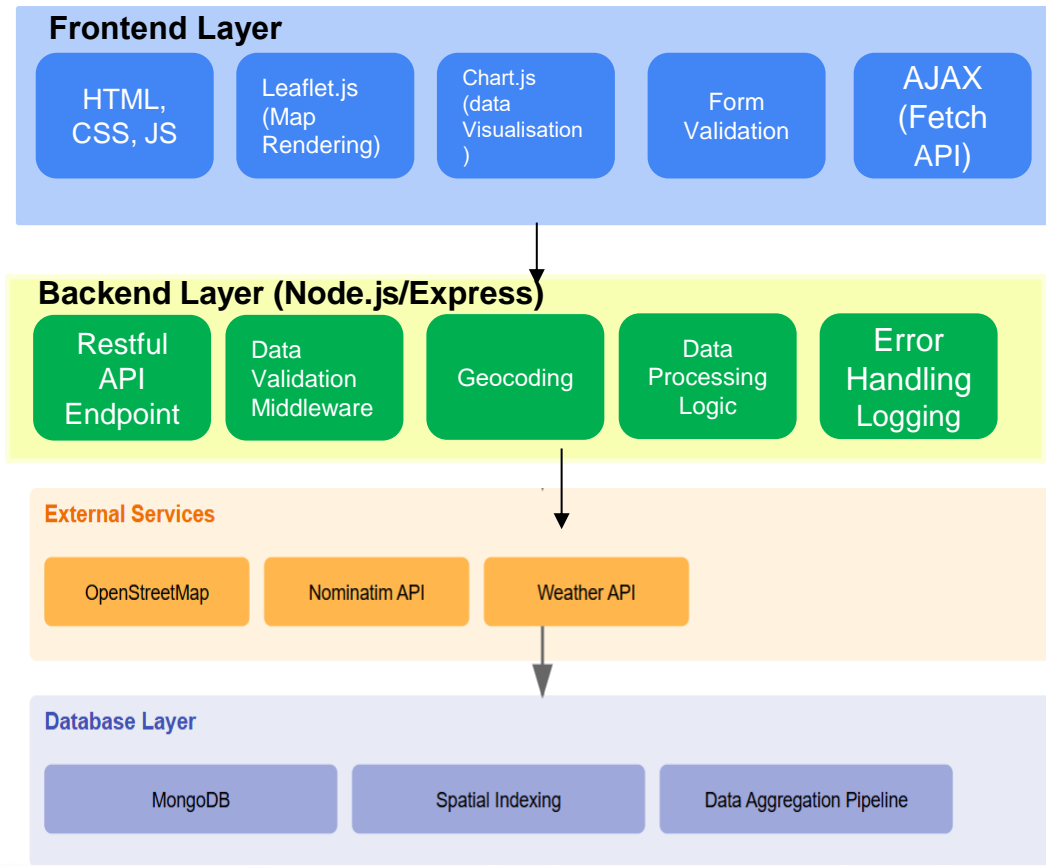 Frontend Layer
HTML,
CSS, JS
Leaflet.js
(Map
Rendering)
Chart.js
(data
Visualisation
)
Form
Validation
AJAX
(Fetch
API)
Backend Layer (Node.js/Express)
Restful
API
Endpoint
Data
Validation
Middleware
Geocoding
Data
Processing
Logic
Error
Handling
Logging
External Services
OpenStreetMap
Nominatim API
Weather API
Database Layer
MongoDB
Spatial Indexing
Data Aggregation Pipeline